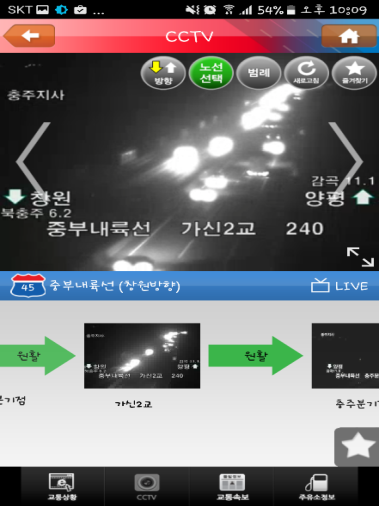 SKT ... 54% 오후 10:09
CCTV
방향
노선
선택
범례
새로고침
즐겨찾기
충주지사
창원
북충주 6.2
감곡 11.1
양평
중부내륙선 가신2교 240
45 중부내륙선 (창원방향) LIVE
원활
원활
가신2교
충주분기
교통상황
CCTV
교통속보
주유소정보